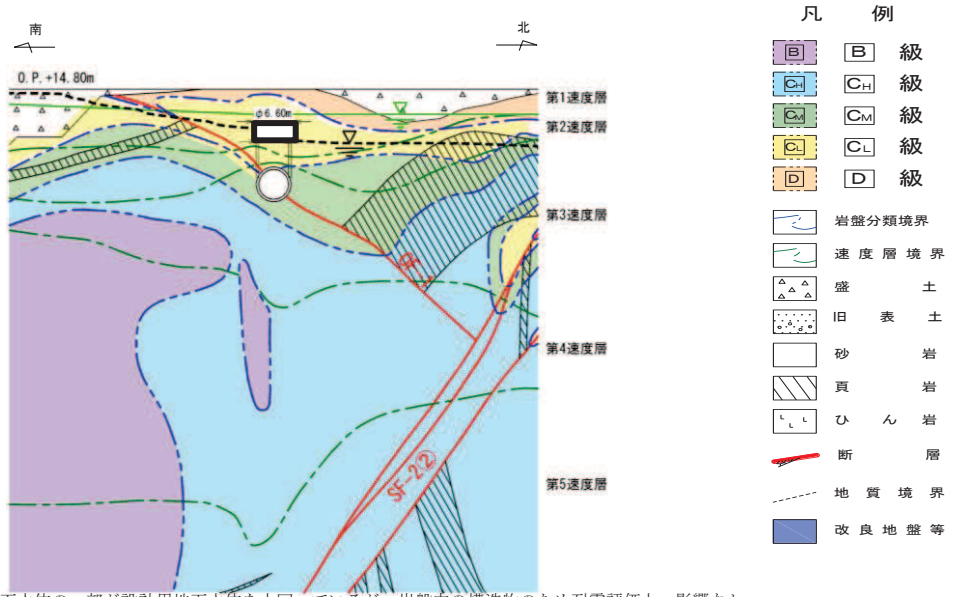 南
北
O.P.+14.80m
φ6.60m
第1速度層
第2速度層
第3速度層
第4速度層
第5速度層
SF-2②
凡 例
B B 級
CH CH 級
CM CM 級
CL CL 級
D D 級
岩盤分類境界
速度層境界
盛 土
旧 表 土
砂 岩
頁 岩
ひ ん 岩
断 層
地 質 境 界
改 良 地 盤 等